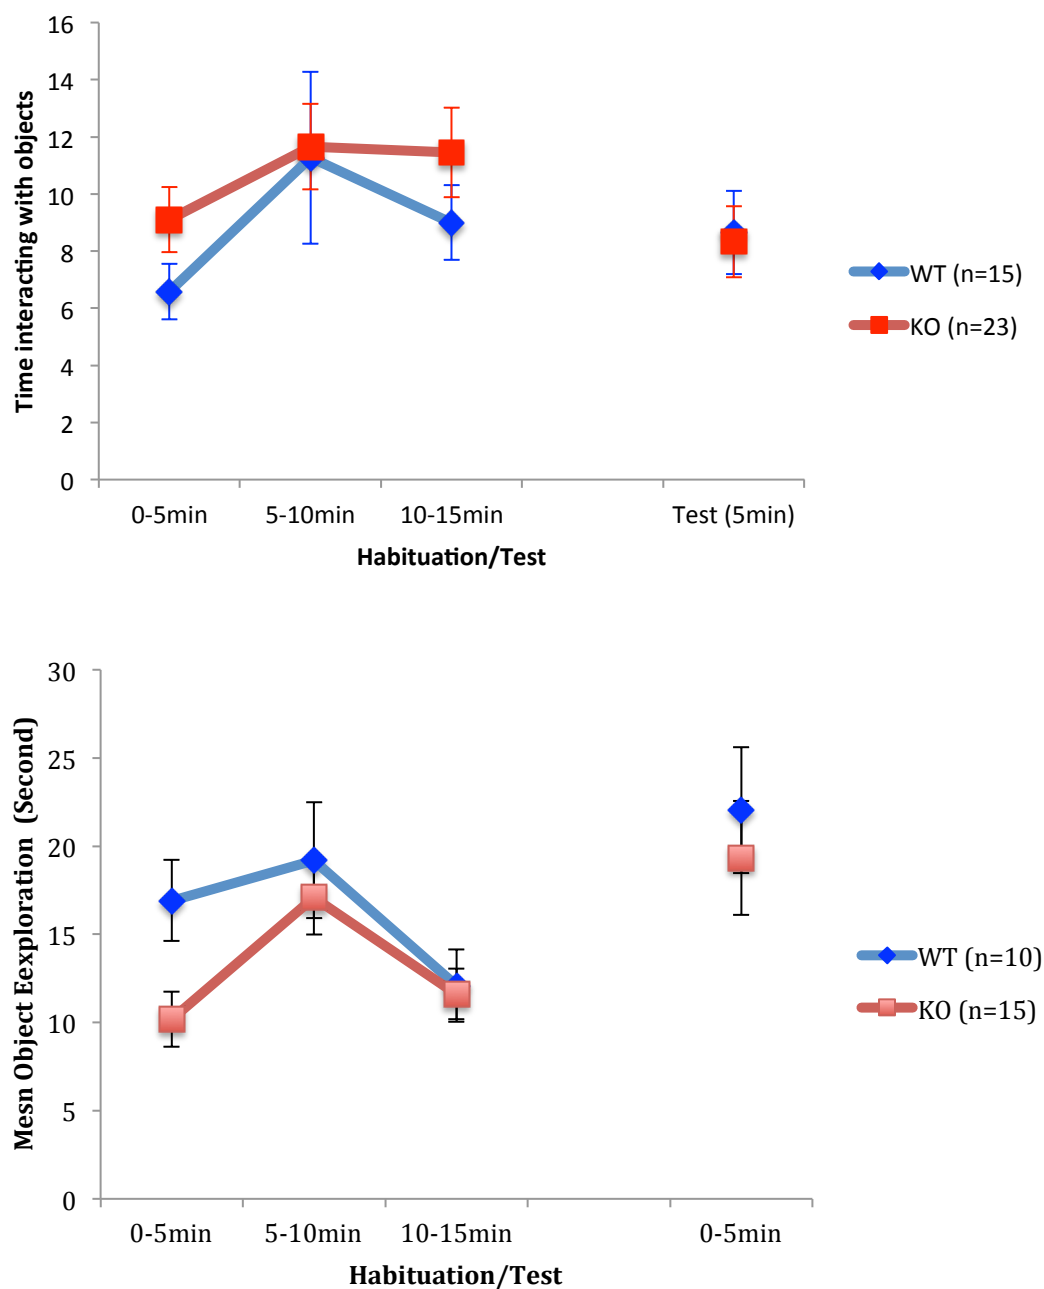 Time interacting with objects
16
14
12
10
8
6
4
2
0
0-5min 5-10min 10-15min Test (5min)
Habituation/Test
WT (n=15)
KO (n=23)
Mesn Object Eexploration (Second)
30
25
20
15
10
5
0
0-5min 5-10min 10-15min 0-5min
Habituation/Test
WT (n=10)
KO (n=15)